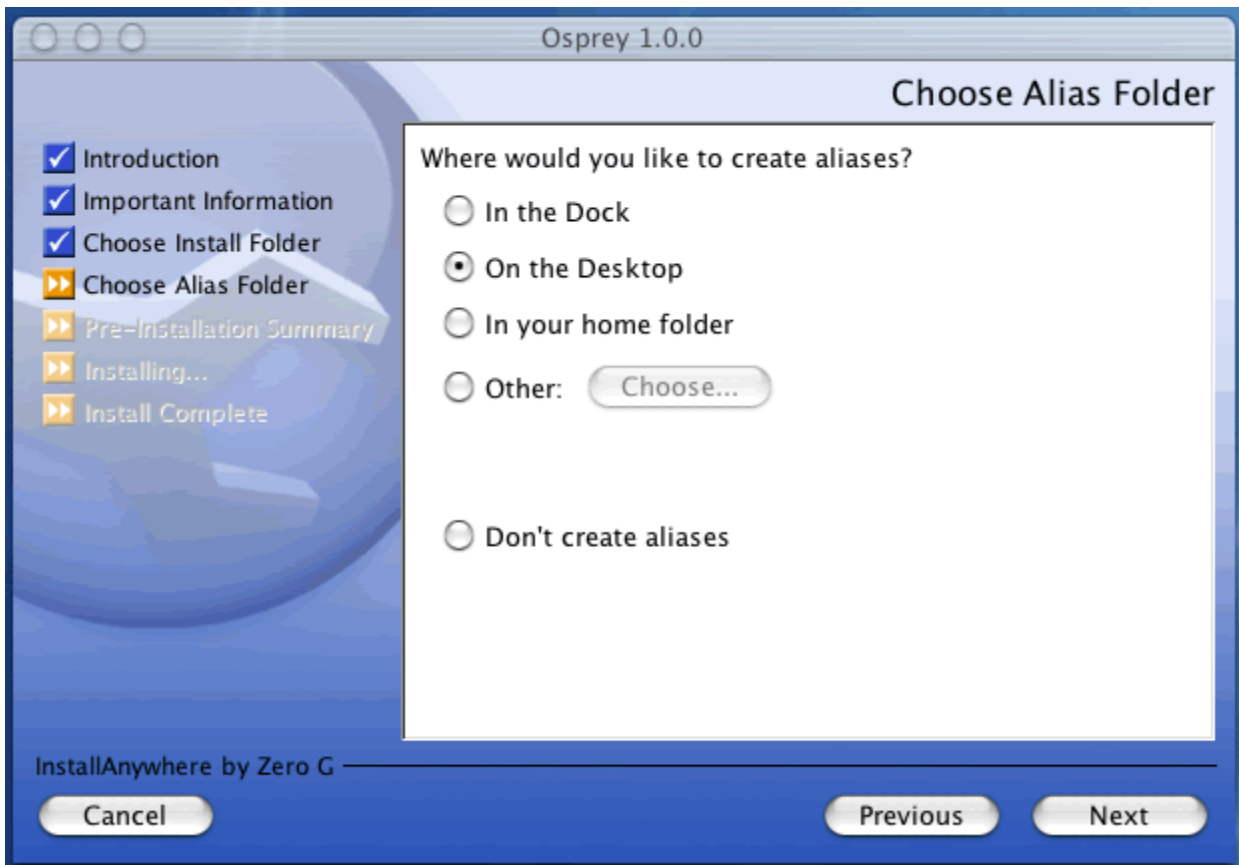 Osprey 1.0.0
Choose Alias Folder
Introduction
Important Information
Choose Install Folder
Choose Alias Folder
Pre-Installation Summary
Installing...
Install Complete
Where would you like to create aliases?
In the Dock
On the Desktop
In your home folder
Other: Choose...
Don't create aliases
InstallAnywhere by Zero G
Cancel Previous Next